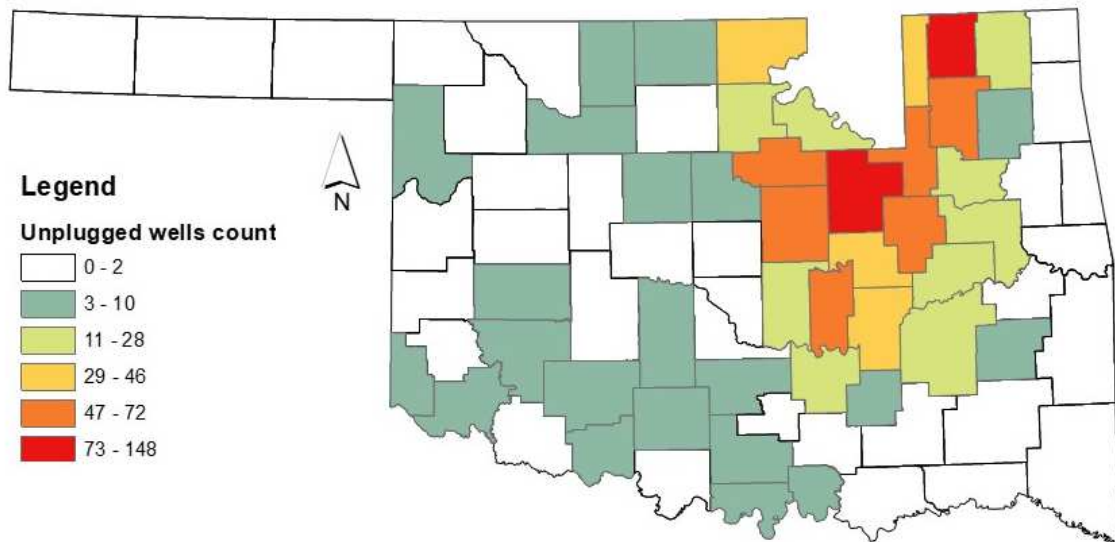 N
Legend
Unplugged wells count
0 - 2
3 - 10
11 - 28
29 - 46
47 - 72
73 - 148